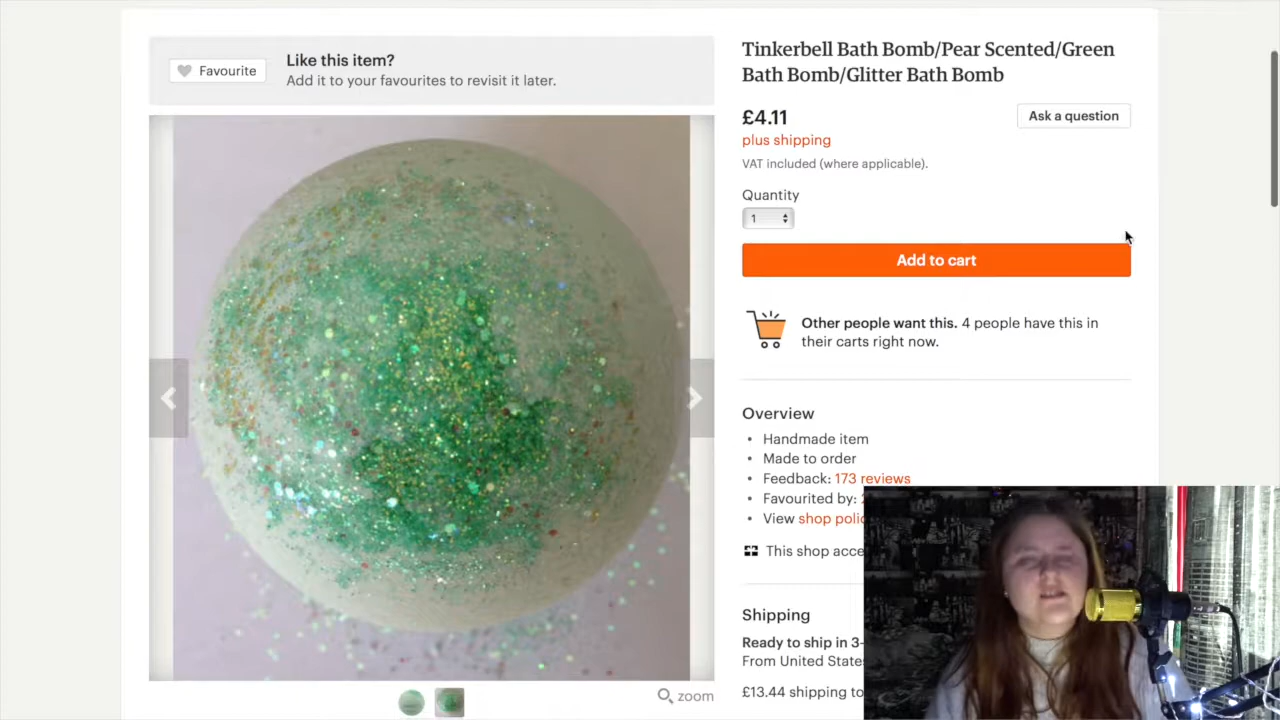 Favourite
Like this item?
Add it to your favourites to revisit it later.
zoom
Tinkerbell Bath Bomb/Pear Scented/Green
Bath Bomb/Glitter Bath Bomb
£4.11
Ask a question
plus shipping
VAT included (where applicable).
Quantity
1
Add to cart
Other people want this. 4 people have this in
their carts right now.
Overview
• Handmade item
• Made to order
• Feedback: 173 reviews
• Favourited by:
• View shop
This shop
Shipping
Ready to ship in 3-
From United
£13.44 shipping to